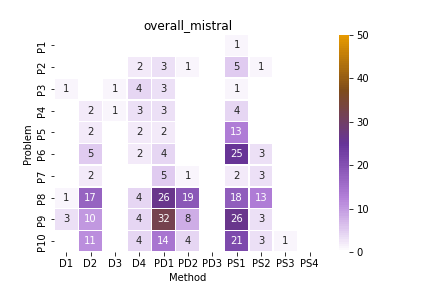 overall_mistral
P1 1
P2 2 3 1 5 1
P3 1 1 4 3 1
P4 2 1 3 3 4
P5 2 2 2 13
P6 5 2 4 25 3
P7 2 5 1 2 3
P8 1 17 4 26 19 18 13
P9 3 10 4 32 8 26 3
P10 11 4 14 4 21 3 1
D1 D2 D3 D4 PD1 PD2 PD3 PS1 PS2 PS3 PS4
Method
Problem
50
40
30
20
10
0